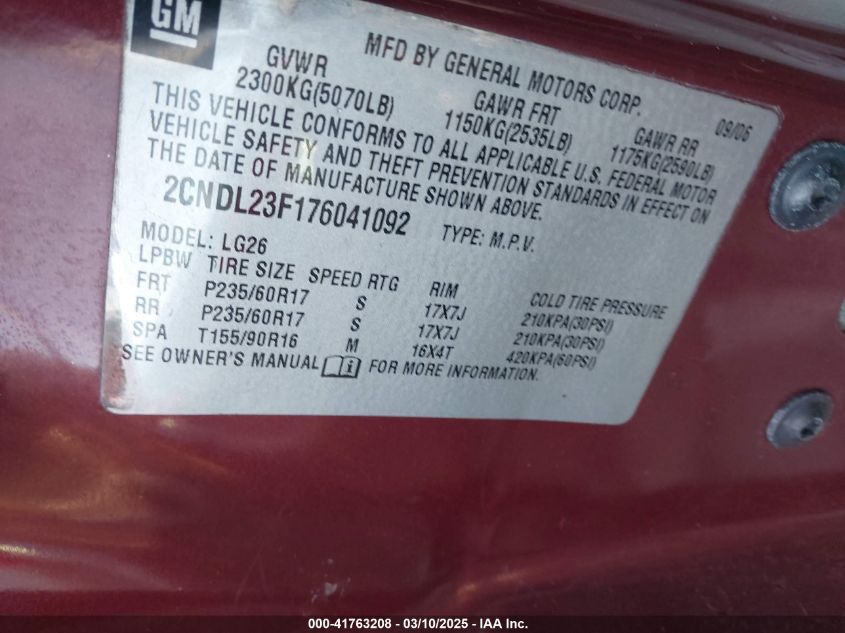 GM
MFD BY GENERAL MOTORS CORP. 09/06
GVWR GAWR FRT GAWR RR
2300KG(5070LB) 1150KG(2535LB) 1175KG(2590LB)
THIS VEHICLE CONFORMS TO ALL APPLICABLE U.S. FEDERAL MOTOR
VEHICLE SAFETY AND THEFT PREVENTION STANDARDS IN EFFECT ON
THE DATE OF MANUFACTURE SHOWN ABOVE.
2CNDL23F176041092 TYPE: M.P.V.
MODEL: LG26
LPBW TIRE SIZE SPEED RTG RIM COLD TIRE PRESSURE
FRT P235/60R17 S 17X7J 210KPA(30PSI)
RR P235/60R17 S 17X7J 210KPA(30PSI)
SPA T155/90R16 M 16X4T 420KPA(60PSI)
SEE OWNER'S MANUAL i FOR MORE INFORMATION.
000-41763208 - 03/10/2025 - IAA, Inc.